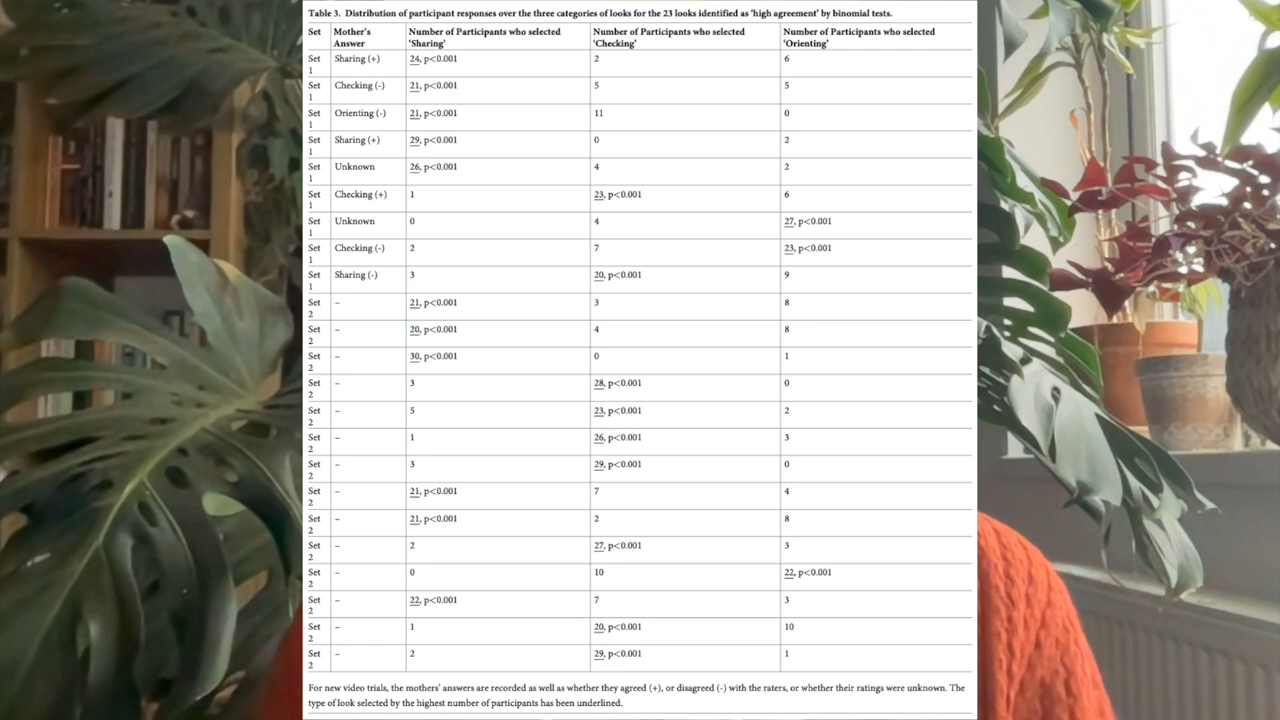 Table 3. Distribution of participant responses over the three categories of looks for the 23 looks identified as 'high agreement' by binomial tests.
Set Mother's Answer Number of Participants who selected 'Sharing' Number of Participants who selected 'Checking' Number of Participants who selected 'Orienting'
Set 1 Sharing (+) 24, p<0.001 2 6
Set 1 Checking (-) 21, p<0.001 5 5
Set 1 Orienting (-) 21, p<0.001 11 0
Set 1 Sharing (+) 29, p<0.001 0 2
Set 1 Unknown 26, p<0.001 4 2
Set 1 Checking (+) 1 23, p<0.001 6
Set 1 Unknown 0 4 27, p<0.001
Set 1 Checking (-) 2 7 23, p<0.001
Set 1 Sharing (-) 3 20, p<0.001 9
Set 2 – 21, p<0.001 3 8
Set 2 – 20, p<0.001 4 8
Set 2 – 30, p<0.001 0 1
Set 2 – 3 28, p<0.001 0
Set 2 – 5 23, p<0.001 2
Set 2 – 1 26, p<0.001 3
Set 2 – 3 29, p<0.001 0
Set 2 – 21, p<0.001 7 4
Set 2 – 21, p<0.001 2 8
Set 2 – 2 27, p<0.001 3
Set 2 – 0 10 22, p<0.001
Set 2 – 22, p<0.001 7 3
Set 2 – 1 20, p<0.001 10
Set 2 – 2 29, p<0.001 1
For new video trials, the mothers' answers are recorded as well as whether they agreed (+), or disagreed (-) with the raters, or whether their ratings were unknown. The
type of look selected by the highest number of participants has been underlined.